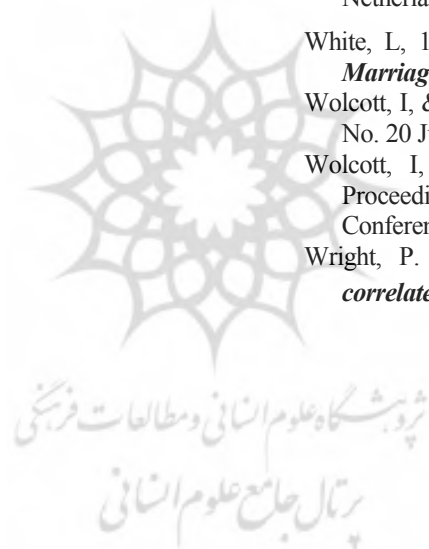 Netherla
White, L, 1
Marriag
Wolcott, I, &
No. 20 J
Wolcott, I,
Proceedi
Conferen
Wright, P.
correlate
پژوهشگاه علوم انسانی و مطالعات فرهنگی
پرتال جامع علوم انسانی